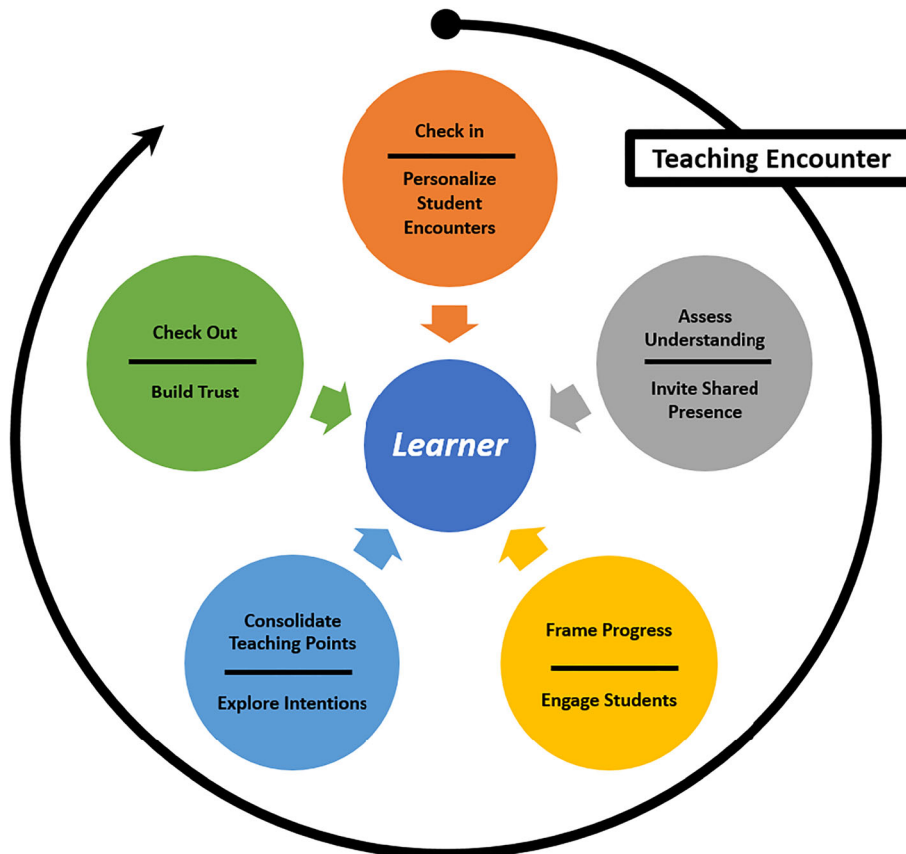 Check in
Personalize
Student
Encounters
Teaching Encounter
Assess
Understanding
Invite Shared
Presence
Frame Progress
Engage Students
Consolidate
Teaching Points
Explore Intentions
Check Out
Build Trust
Learner